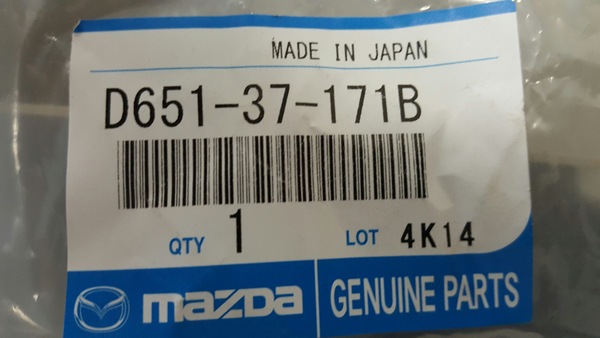 MADE IN JAPAN
D651-37-171B
QTY 1 LOT 4K14
mazda GENUINE PARTS